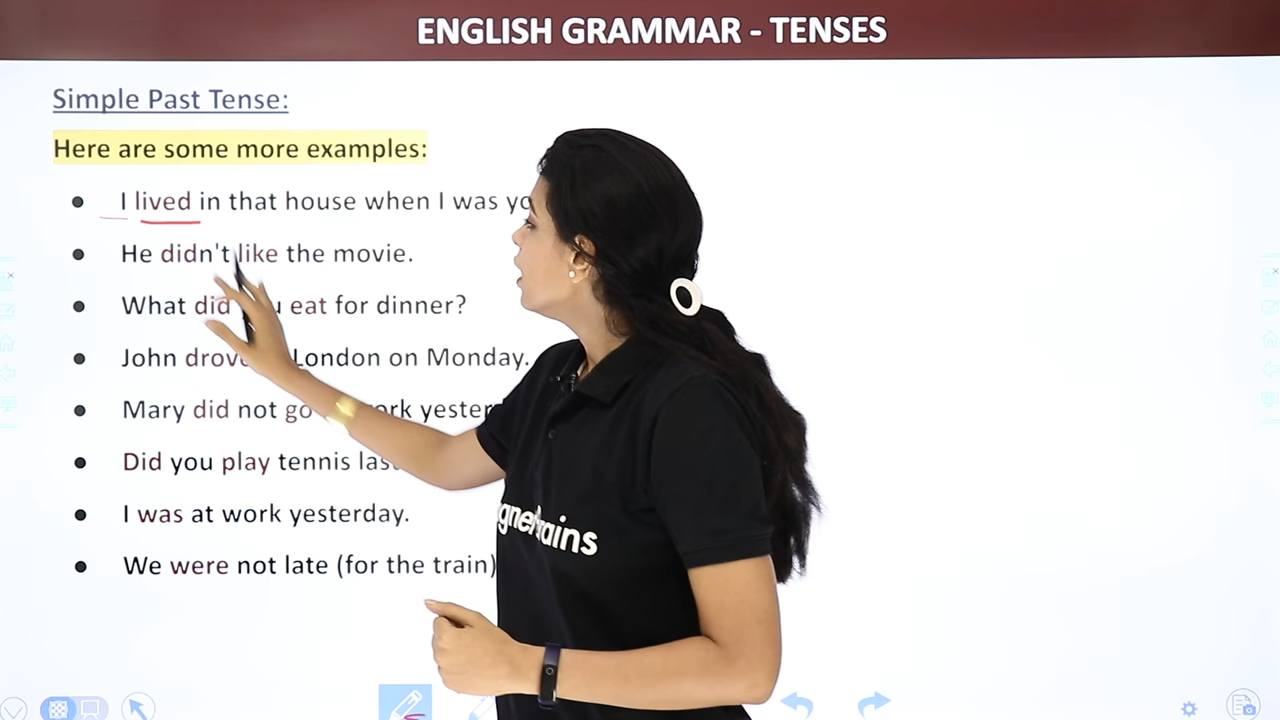 ENGLISH GRAMMAR - TENSES
Simple Past Tense:
Here are some more examples:
I lived in that house when I was
He didn't like the movie.
What did eat for dinner?
John London on Monday.
Mary did not go
Did you play tennis
I was at work yesterday.
We were not late (for the train)